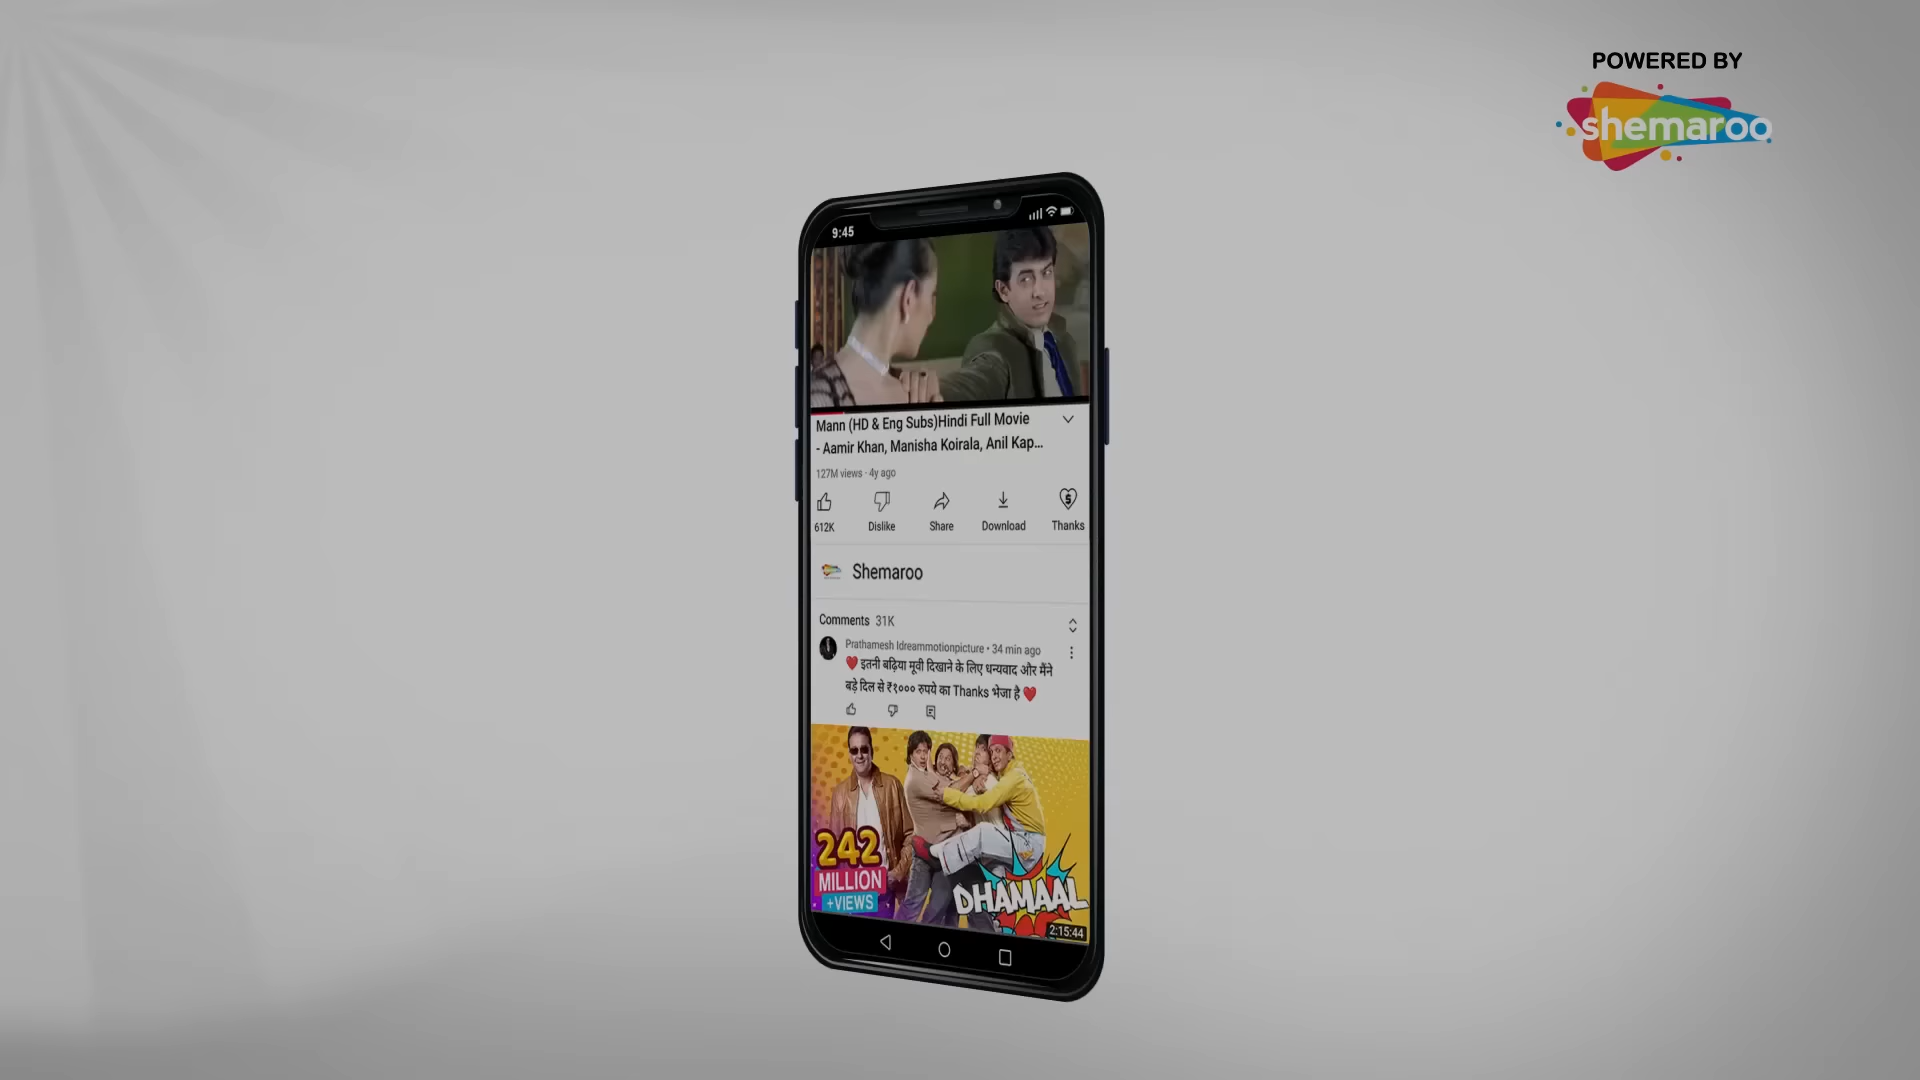 POWERED BY
shemaroo
9:45
Mann (HD & Eng Subs)Hindi Full Movie
- Aamir Khan, Manisha Koirala, Anil Kap...
127M views · 4y ago
612K
Dislike
Share
Download
Thanks
Shemaroo
Comments 31K
Prathamesh Idreammotionpicture • 34 min ago
❤️ इतनी बढ़िया मूवी दिखाने के लिए धन्यवाद और मैंने
बड़े दिल से ₹१००० रुपये का Thanks भेजा है ❤️
242
MILLION
+VIEWS
DHAMAAL
2:15:44